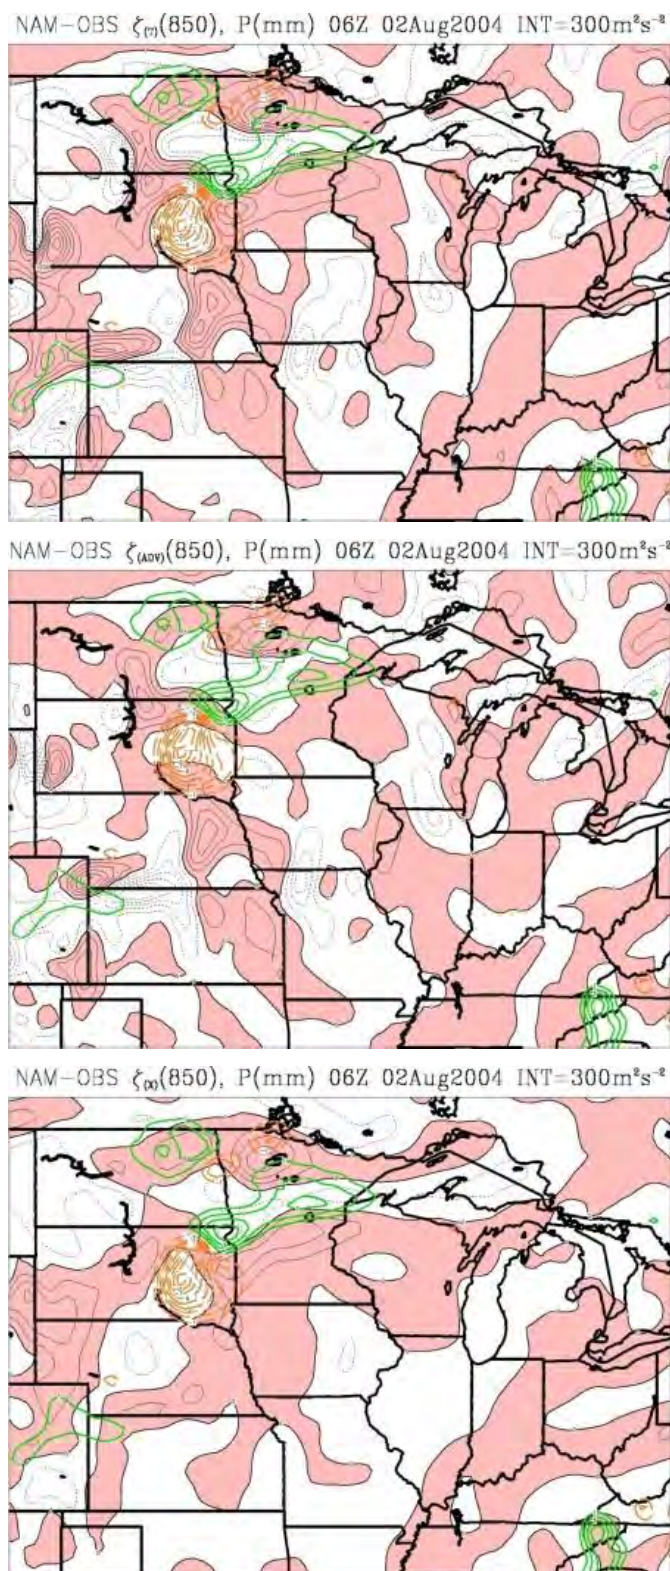 NAM-OBS ζ(T)(850), P(mm) 06Z 02Aug2004 INT=300m²s⁻²
NAM-OBS ζ(ADV)(850), P(mm) 06Z 02Aug2004 INT=300m²s⁻²
NAM-OBS ζ(X)(850), P(mm) 06Z 02Aug2004 INT=300m²s⁻²